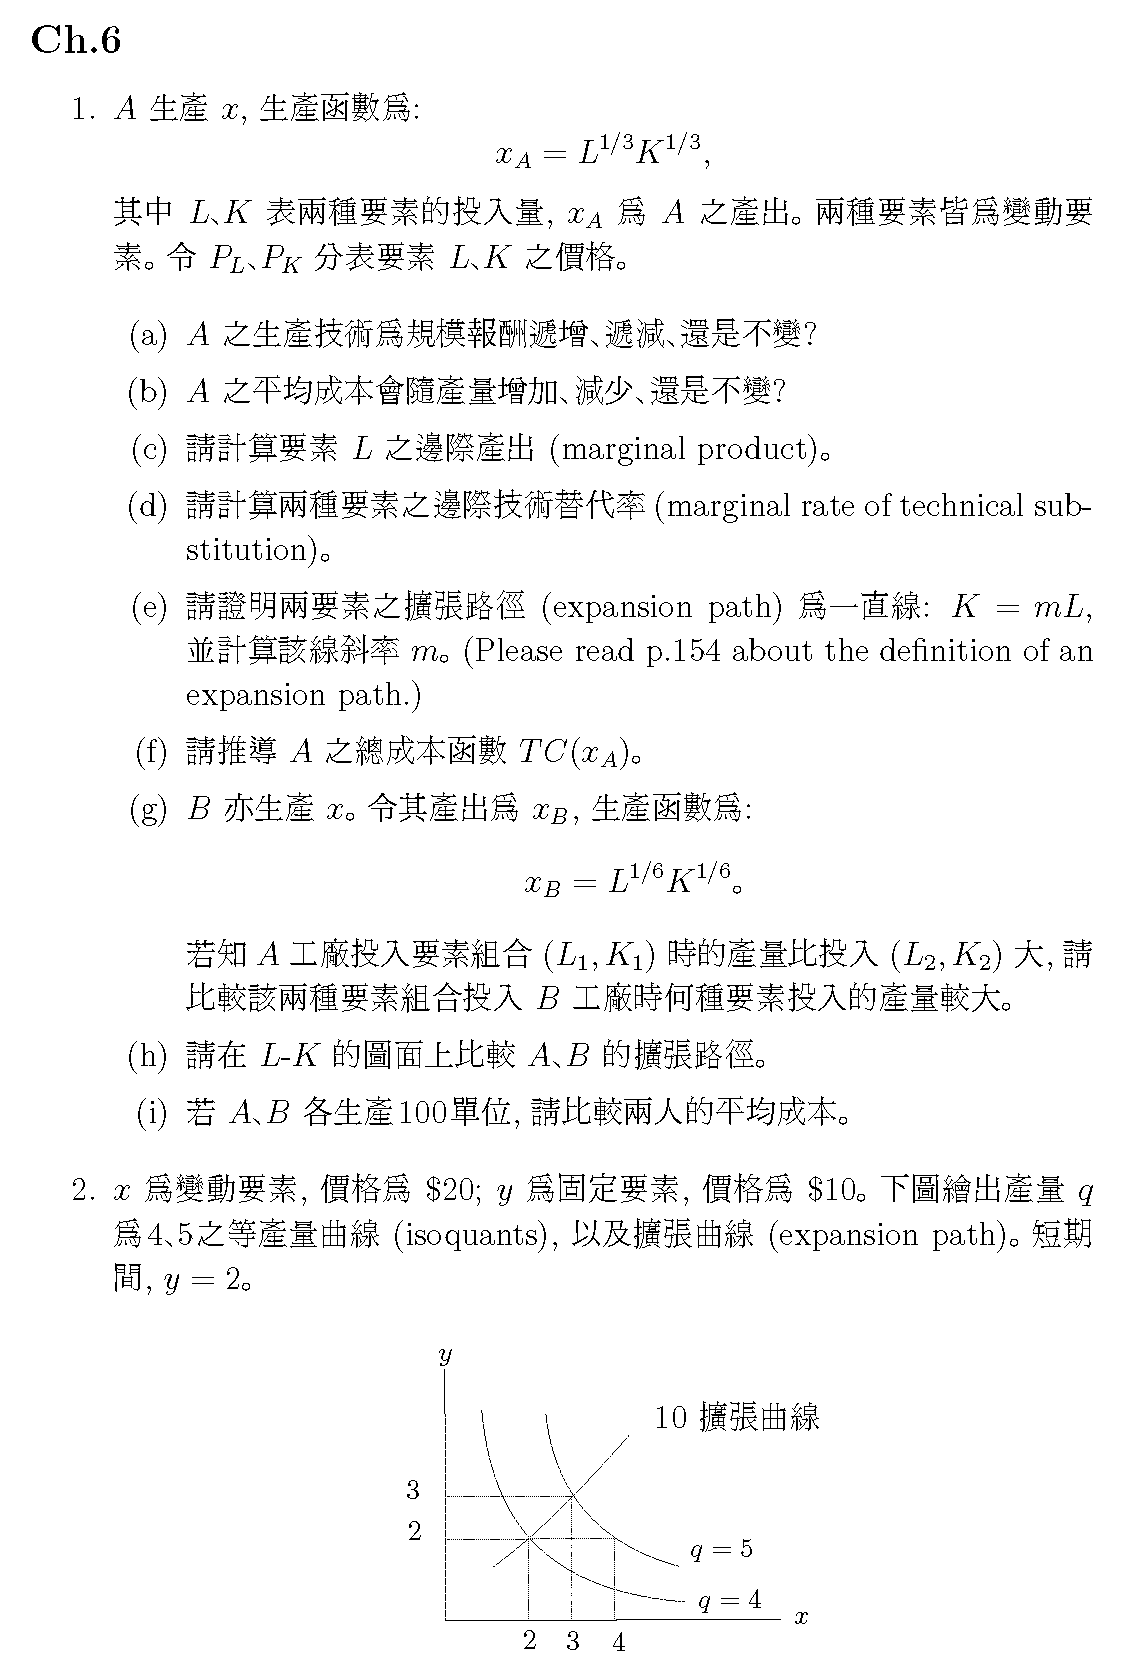 Ch.6
1. A 生產 x, 生產函數爲:
x_A = L^{1/3}K^{1/3},
其中 L、K 表兩種要素的投入量, x_A 爲 A 之產出。兩種要素皆爲變動要
素。令 P_L、P_K 分表要素 L、K 之價格。
(a) A 之生產技術爲規模報酬遞增、遞減、還是不變?
(b) A 之平均成本會隨產量增加、減少、還是不變?
(c) 請計算要素 L 之邊際產出 (marginal product)。
(d) 請計算兩種要素之邊際技術替代率 (marginal rate of technical sub-
stitution)。
(e) 請證明兩要素之擴張路徑 (expansion path) 爲一直線: K = mL,
並計算該線斜率 m。(Please read p.154 about the definition of an
expansion path.)
(f) 請推導 A 之總成本函數 TC(x_A)。
(g) B 亦生產 x。令其產出爲 x_B, 生產函數爲:
x_B = L^{1/6}K^{1/6}。
若知 A 工廠投入要素組合 (L_1, K_1) 時的產量比投入 (L_2, K_2) 大, 請
比較該兩種要素組合投入 B 工廠時何種要素投入的產量較大。
(h) 請在 L-K 的圖面上比較 A、B 的擴張路徑。
(i) 若 A、B 各生產100單位, 請比較兩人的平均成本。
2. x 爲變動要素, 價格爲 $20; y 爲固定要素, 價格爲 $10。下圖繪出產量 q
爲4、5之等產量曲線 (isoquants), 以及擴張曲線 (expansion path)。短期
間, y = 2。
y
10 擴張曲線
3
2
q = 5
q = 4
x
2 3 4